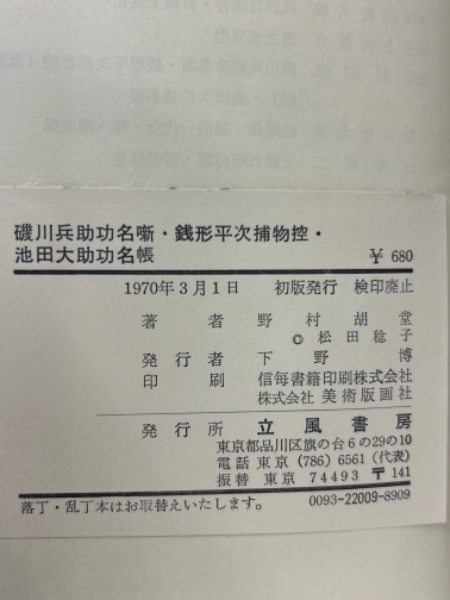 磯川兵助功名噺・銭形平次捕物控・
池田大助功名帳 ¥ 680
1970年3月1日 初版発行 検印廃止
著者 野村胡堂
© 松田稔子
発行者 下野博
印刷 信毎書籍印刷株式会社
株式会社 美術版画社
発行所 立風書房
東京都品川区旗の台6の29の10
電話 東京 (786) 6561 (代表)
振替 東京 74493 〒141
落丁・乱丁本はお取替えいたします。 0093-22009-8909